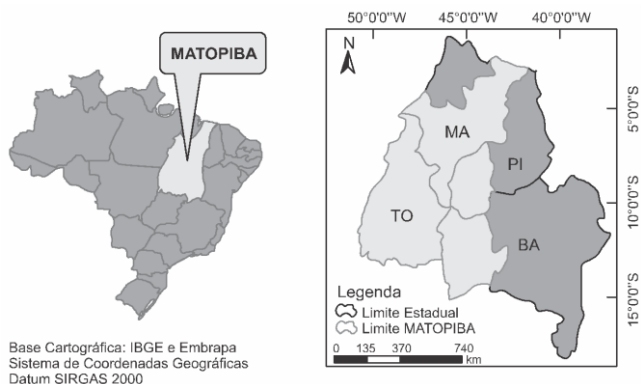 MATOPIBA
Base Cartográfica: IBGE e Embrapa
Sistema de Coordenadas Geográficas
Datum SIRGAS 2000
50°0'0"W 45°0'0"W 40°0'0"W
N
5°0'0"S
MA
PI
10°0'0"S
TO
BA
15°0'0"S
Legenda
Limite Estadual
Limite MATOPIBA
0 135 370 740
km